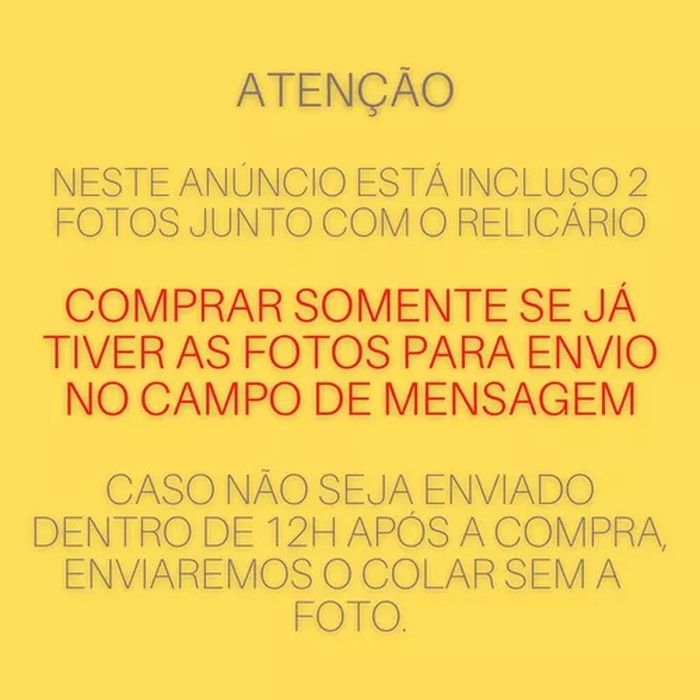 ATENÇÃO
NESTE ANÚNCIO ESTÁ INCLUSO 2
FOTOS JUNTO COM O RELICÁRIO
COMPRAR SOMENTE SE JÁ
TIVER AS FOTOS PARA ENVIO
NO CAMPO DE MENSAGEM
CASO NÃO SEJA ENVIADO
DENTRO DE 12H APÓS A COMPRA,
ENVIAREMOS O COLAR SEM A
FOTO.